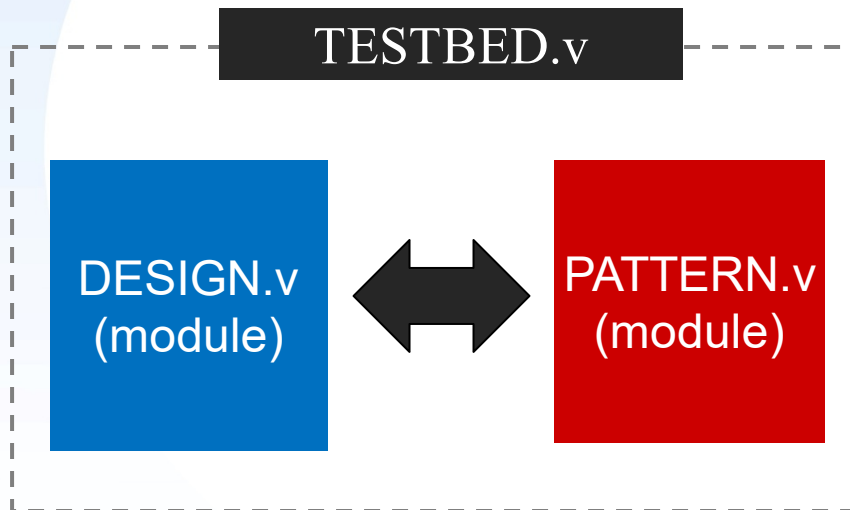 TESTBED.v
DESIGN.v
(module)
PATTERN.v
(module)